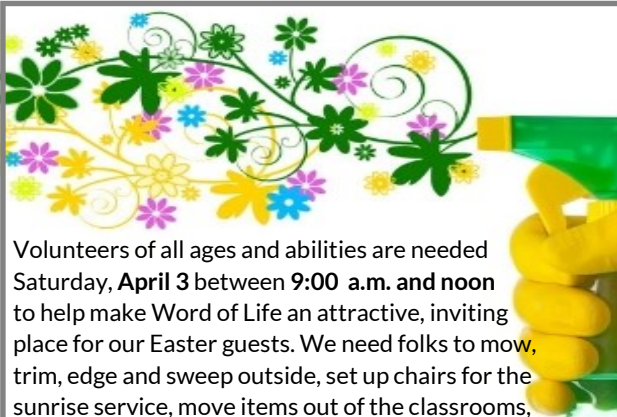 Volunteers of all ages and abilities are needed
Saturday, April 3 between 9:00 a.m. and noon
to help make Word of Life an attractive, inviting
place for our Easter guests. We need folks to mow,
trim, edge and sweep outside, set up chairs for the
sunrise service, move items out of the classrooms,